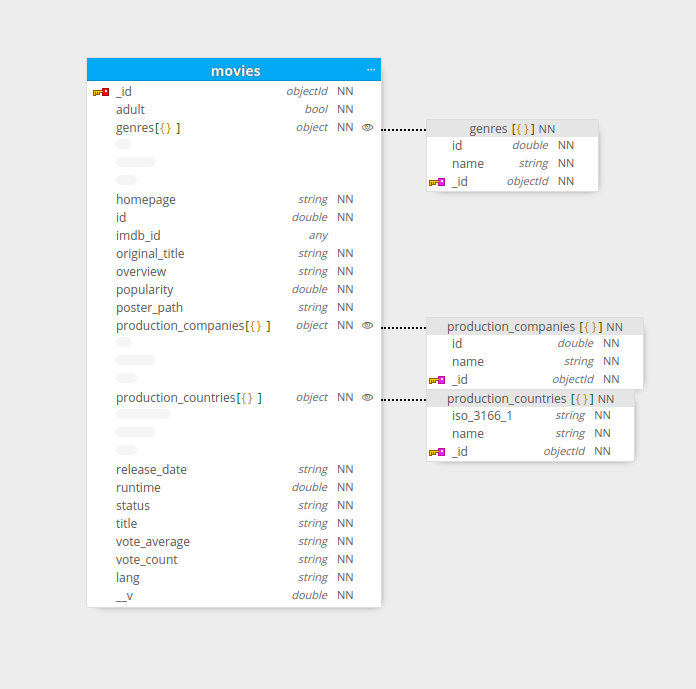 movies ...
_id objectId NN
adult bool NN
genres[{} ] object NN
homepage string NN
id double NN
imdb_id any
original_title string NN
overview string NN
popularity double NN
poster_path string NN
production_companies[{} ] object NN
production_countries[{} ] object NN
release_date string NN
runtime double NN
status string NN
title string NN
vote_average string NN
vote_count string NN
lang string NN
__v double NN
genres [{}] NN
id double NN
name string NN
_id objectId NN
production_companies [{}] NN
id double NN
name string NN
_id objectId NN
production_countries [{}] NN
iso_3166_1 string NN
name string NN
_id objectId NN